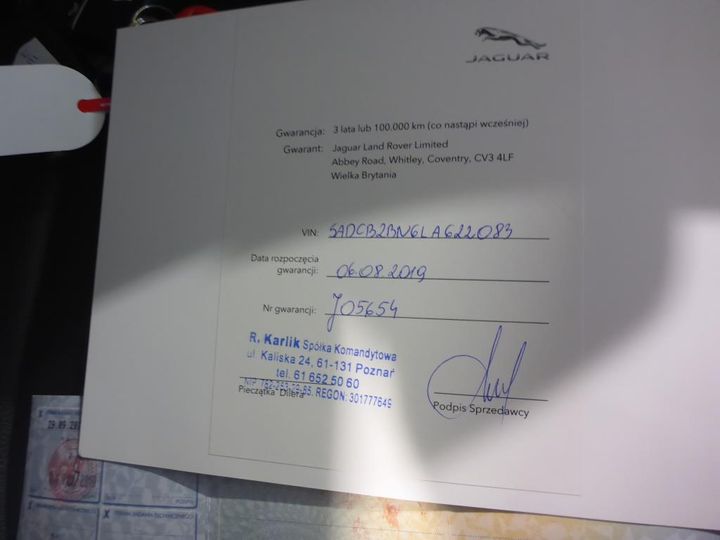 JAGUAR
Gwarancja: 3 lata lub 100.000 km (co nastąpi wcześniej)
Gwarant: Jaguar Land Rover Limited
Abbey Road, Whitley, Coventry, CV3 4LF
Wielka Brytania
VIN: SADCB2BN6LA622083
Data rozpoczęcia
gwarancji: 06.08.2019
Nr gwarancji: J05654
R. Karlik Spółka Komandytowa
ul. Kaliska 24, 61-131 Poznań
tel. 61 652 50 60
REGON: 301777649
Pieczątka Dilera
Podpis Sprzedawcy